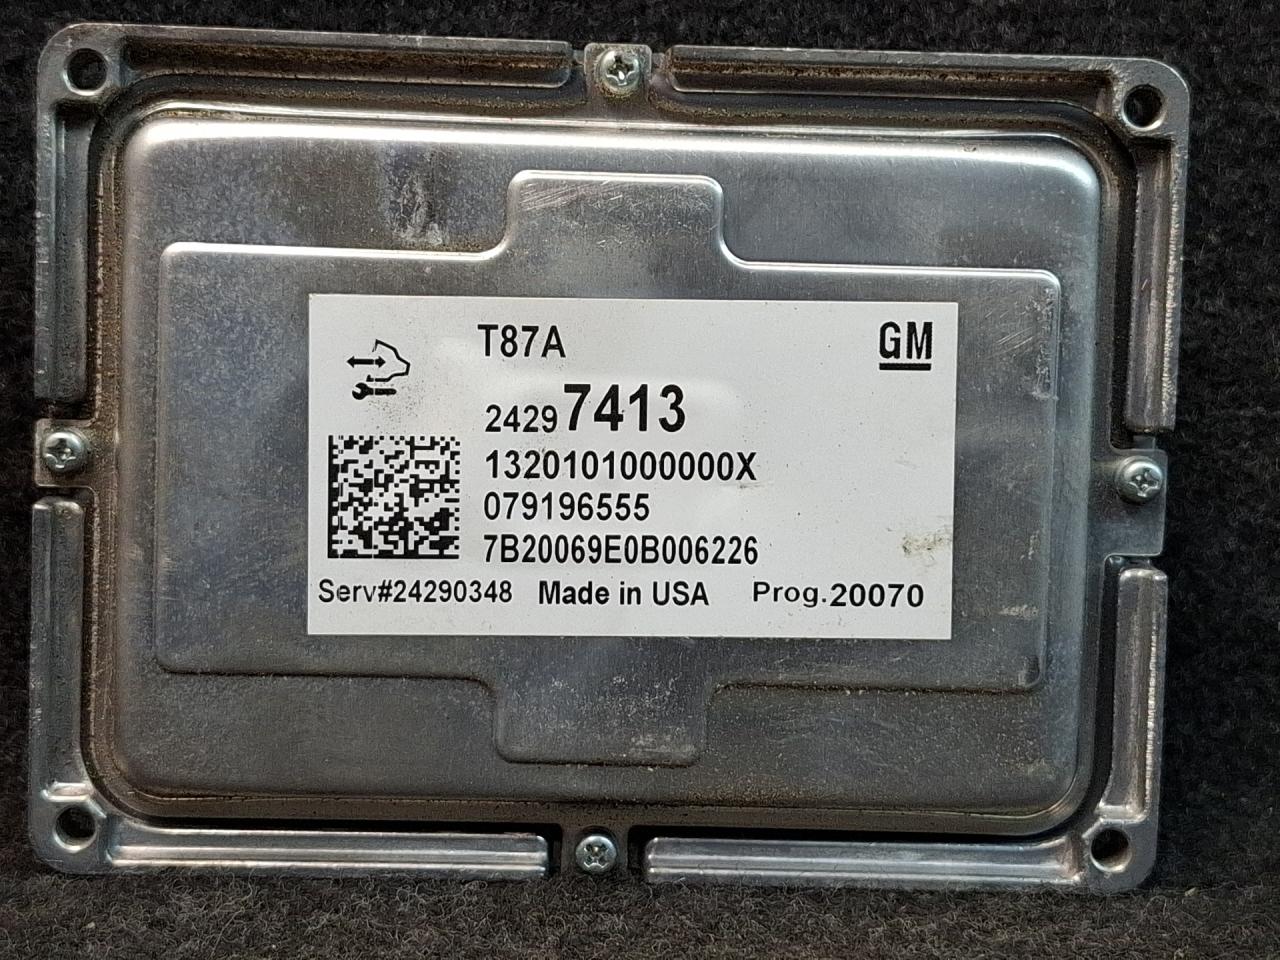 T87A
GM
24297413
1320101000000X
079196555
7B20069E0B006226
Serv#24290348 Made in USA Prog.20070